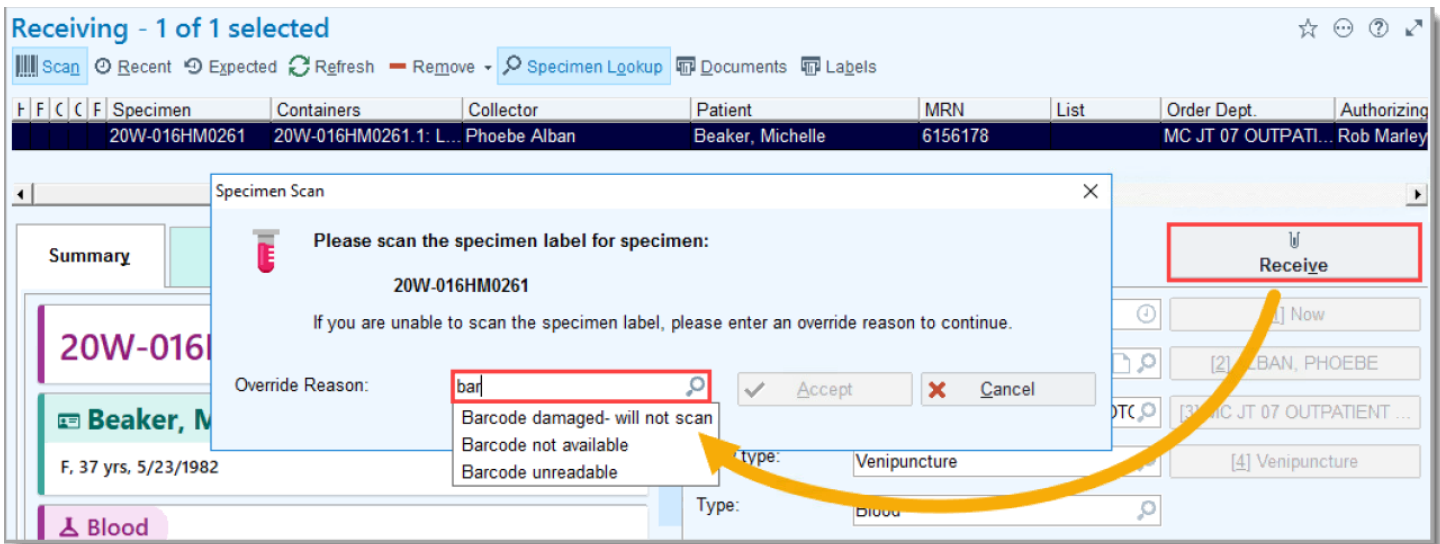 Receiving - 1 of 1 selected
Scan Recent Expected Refresh Remove Specimen Lookup Documents Labels
F C C F Specimen Containers Collector Patient MRN List Order Dept. Authorizing
20W-016HM0261 20W-016HM0261.1: L... Phoebe Alban Beaker, Michelle 6156178 MC JT 07 OUTPATI... Rob Marley
Specimen Scan
Please scan the specimen label for specimen:
20W-016HM0261
If you are unable to scan the specimen label, please enter an override reason to continue.
Override Reason: bar Accept Cancel
Barcode damaged- will not scan
Barcode not available
Barcode unreadable
Summary
Receive
20W-016
Beaker, M
F, 37 yrs, 5/23/1982
Blood
] Now
[2] BAN, PHOEBE
[3] MC JT 07 OUTPATIENT ...
type: Venipuncture [4] Venipuncture
Type: Blood